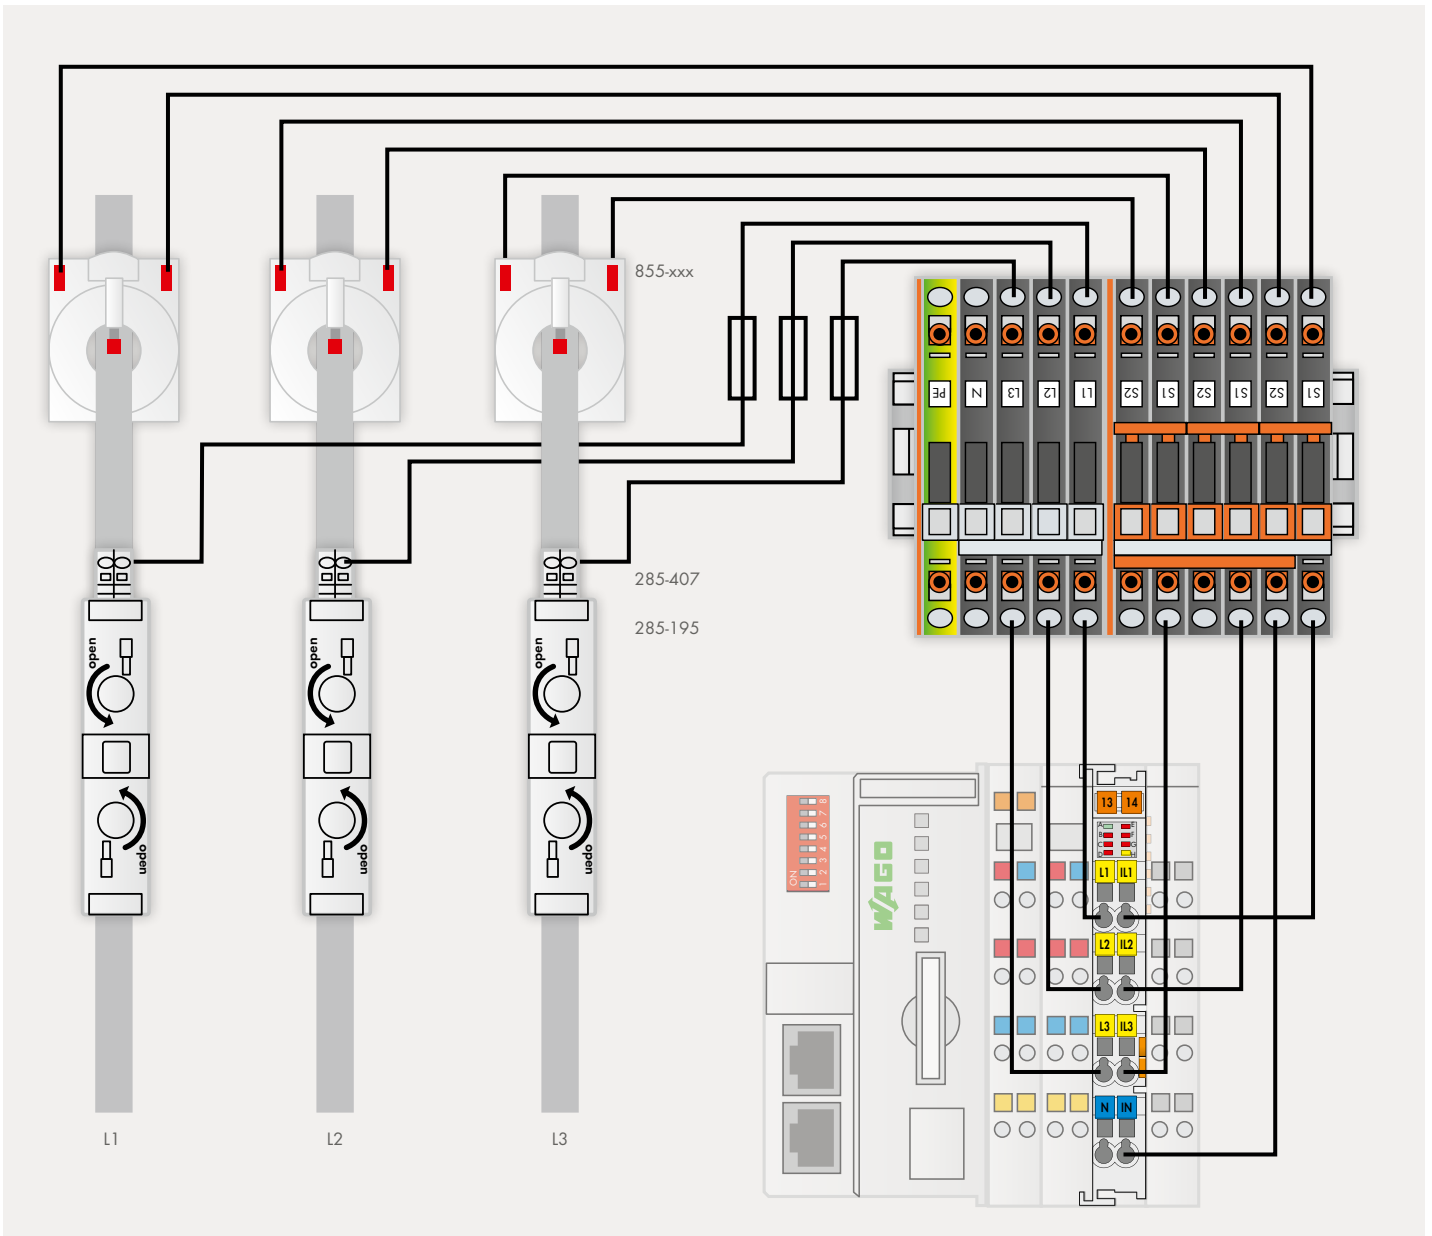 855-xxx
PE N L3 L2 L1 S2 S1 S2 S1 S2 S1
285-407
285-195
open
open
open
open
open
open
13 14
ON
1 2 3 4 5 6 7 8
WAGO
A E
B F
C G
D H
L1 IL1
L2 IL2
L3 IL3
N IN
L1
L2
L3